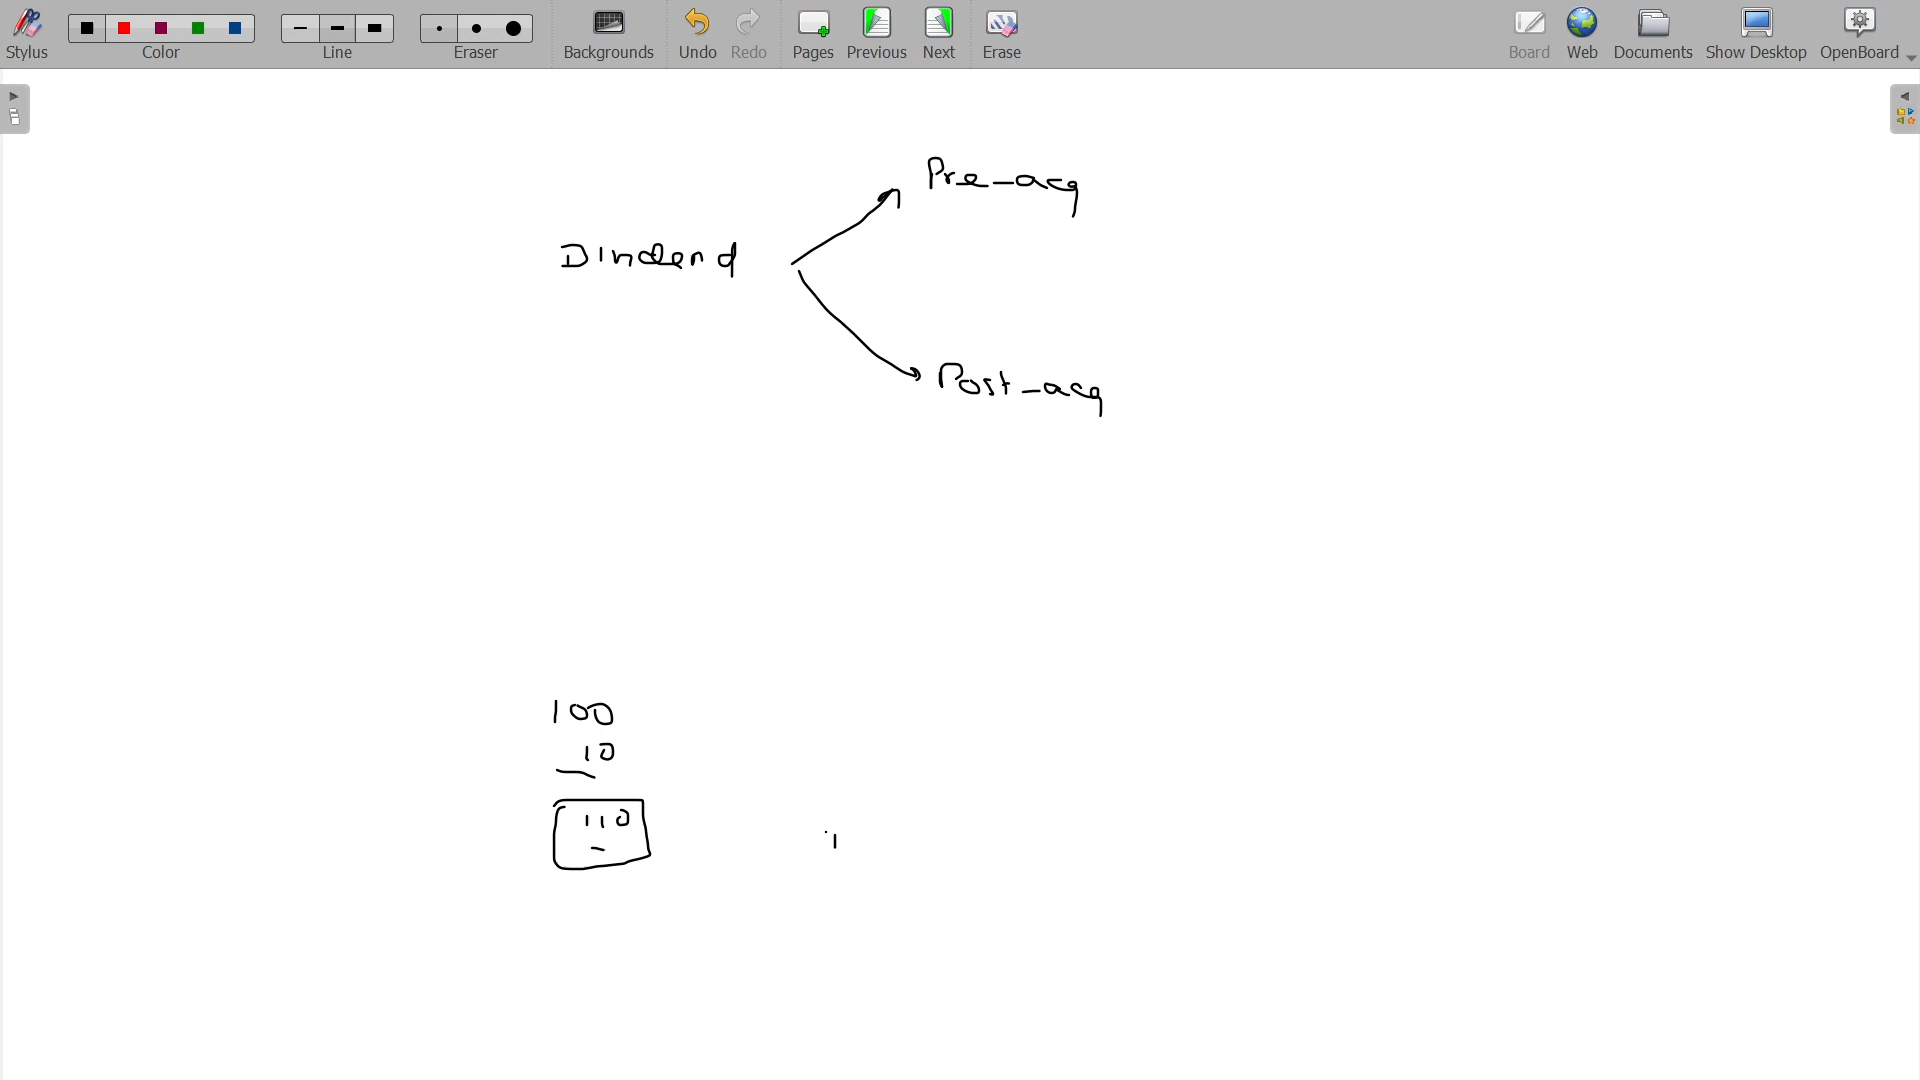 Stylus Color Line Eraser Backgrounds Undo Redo Pages Previous Next Erase Board Web Documents Show Desktop OpenBoard
Pre-acq
Dividend
Post-acq
100
10
110